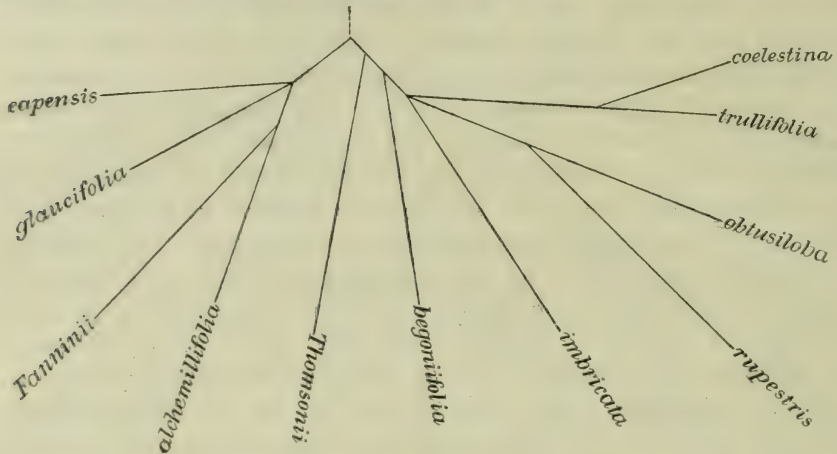 capensis
glaucifolia
Fanninii
alchemillifolia
Thomsonii
begoniifolia
imbricata
rupestris
obtusiloba
trullifolia
coelestina